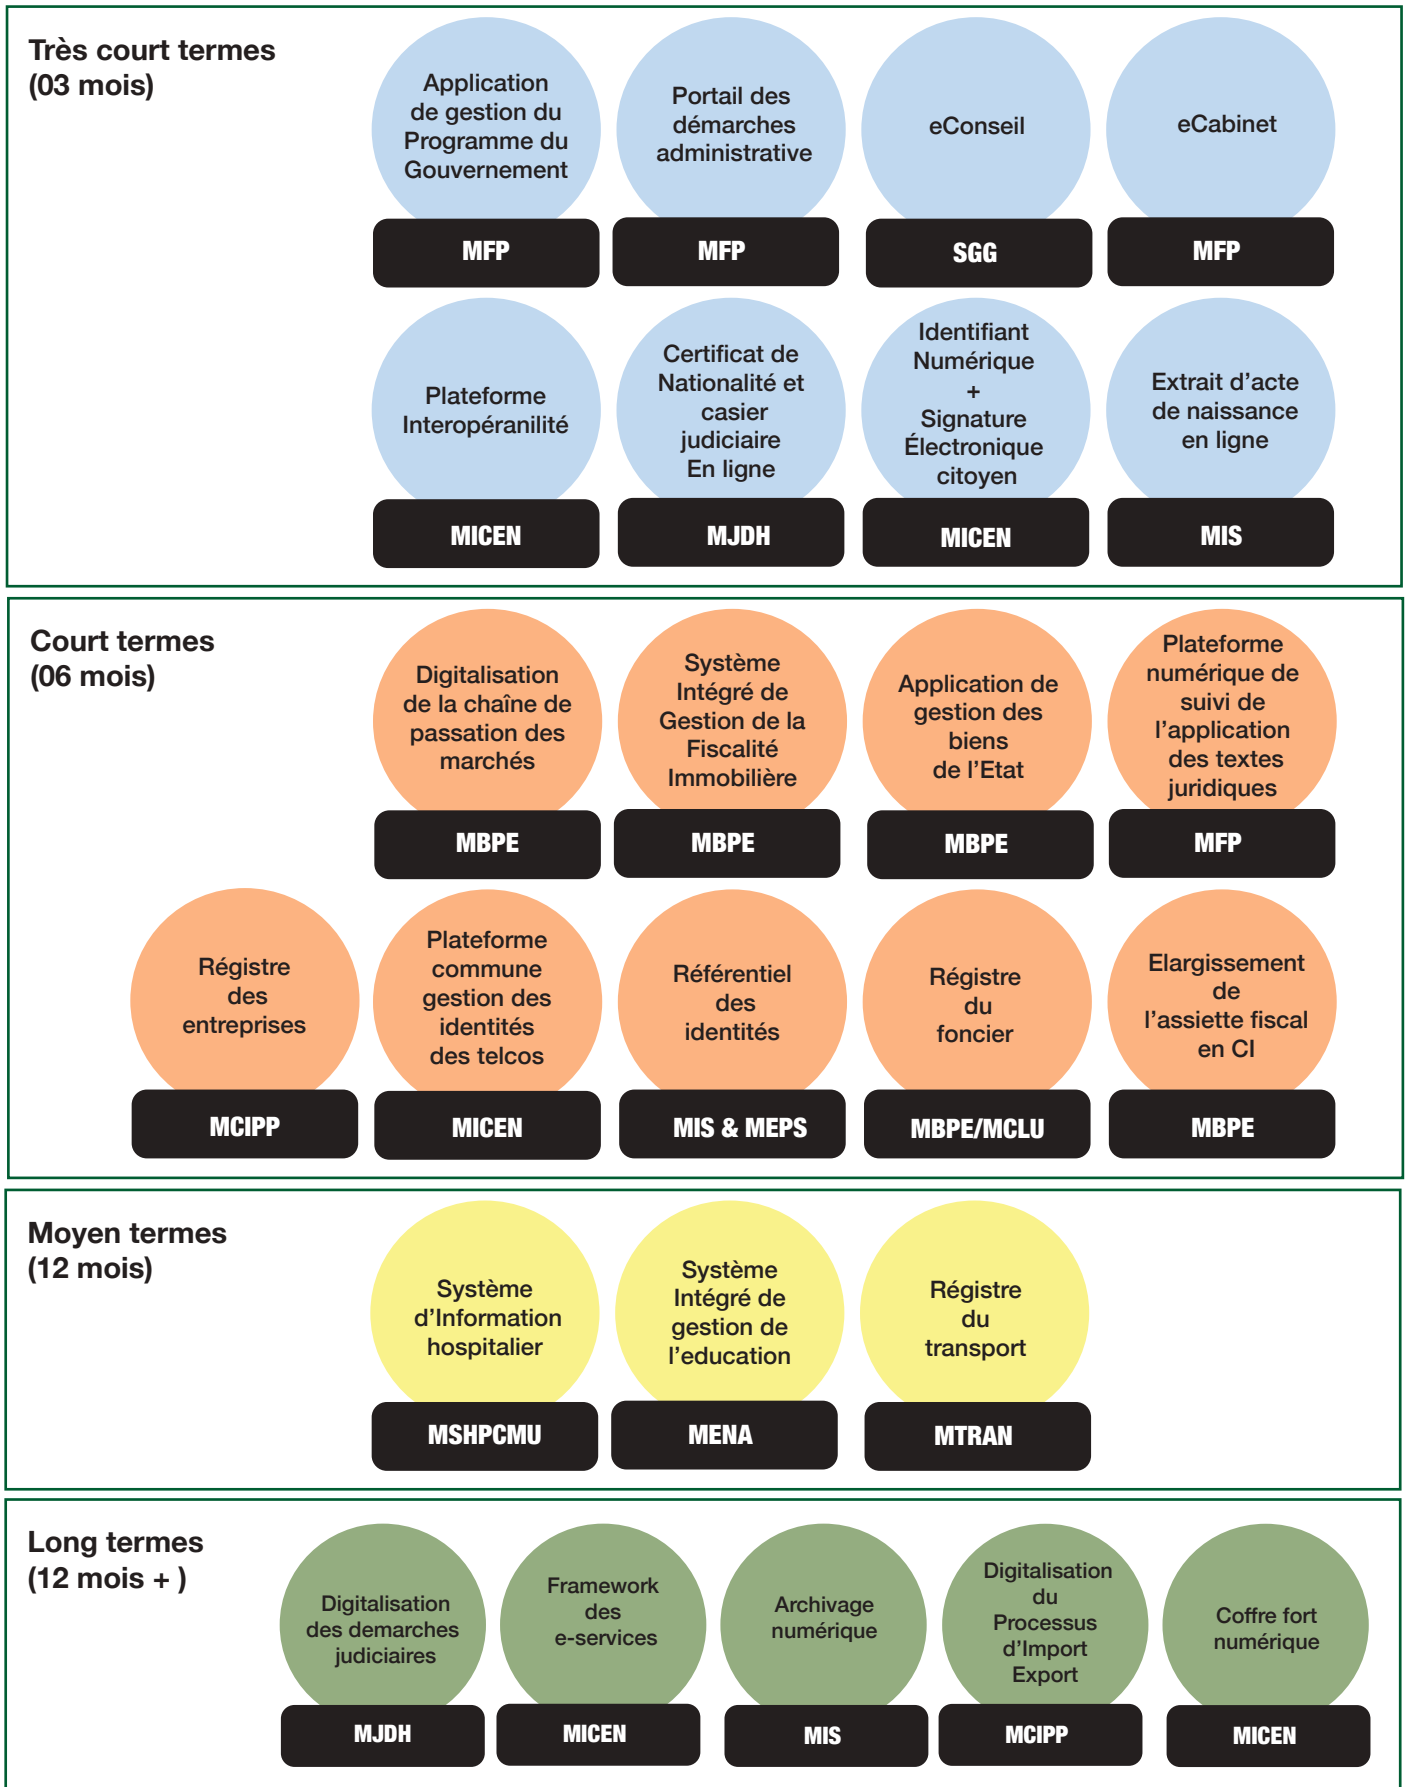 Très court termes
(03 mois)
Application
de gestion du
Programme du
Gouvernement
MFP
Portail des
démarches
administrative
MFP
eConseil
SGG
eCabinet
MFP
Plateforme
Interopéranilité
MICEN
Certificat de
Nationalité et
casier
judiciaire
En ligne
MJDH
Identifiant
Numérique
+
Signature
Électronique
citoyen
MICEN
Extrait d'acte
de naissance
en ligne
MIS
Court termes
(06 mois)
Digitalisation
de la chaîne de
passation des
marchés
MBPE
Système
Intégré de
Gestion de la
Fiscalité
Immobilière
MBPE
Application de
gestion des
biens
de l'Etat
MBPE
Plateforme
numérique de
suivi de
l'application
des textes
juridiques
MFP
Régistre
des
entreprises
MCIPP
Plateforme
commune
gestion des
identités
des telcos
MICEN
Référentiel
des
identités
MIS & MEPS
Régistre
du
foncier
MBPE/MCLU
Elargissement
de
l'assiette fiscal
en CI
MBPE
Moyen termes
(12 mois)
Système
d'Information
hospitalier
MSHPCMU
Système
Intégré de
gestion de
l'education
MENA
Régistre
du
transport
MTRAN
Long termes
(12 mois + )
Digitalisation
des demarches
judiciaires
MJDH
Framework
des
e-services
MICEN
Archivage
numérique
MIS
Digitalisation
du
Processus
d'Import
Export
MCIPP
Coffre fort
numérique
MICEN